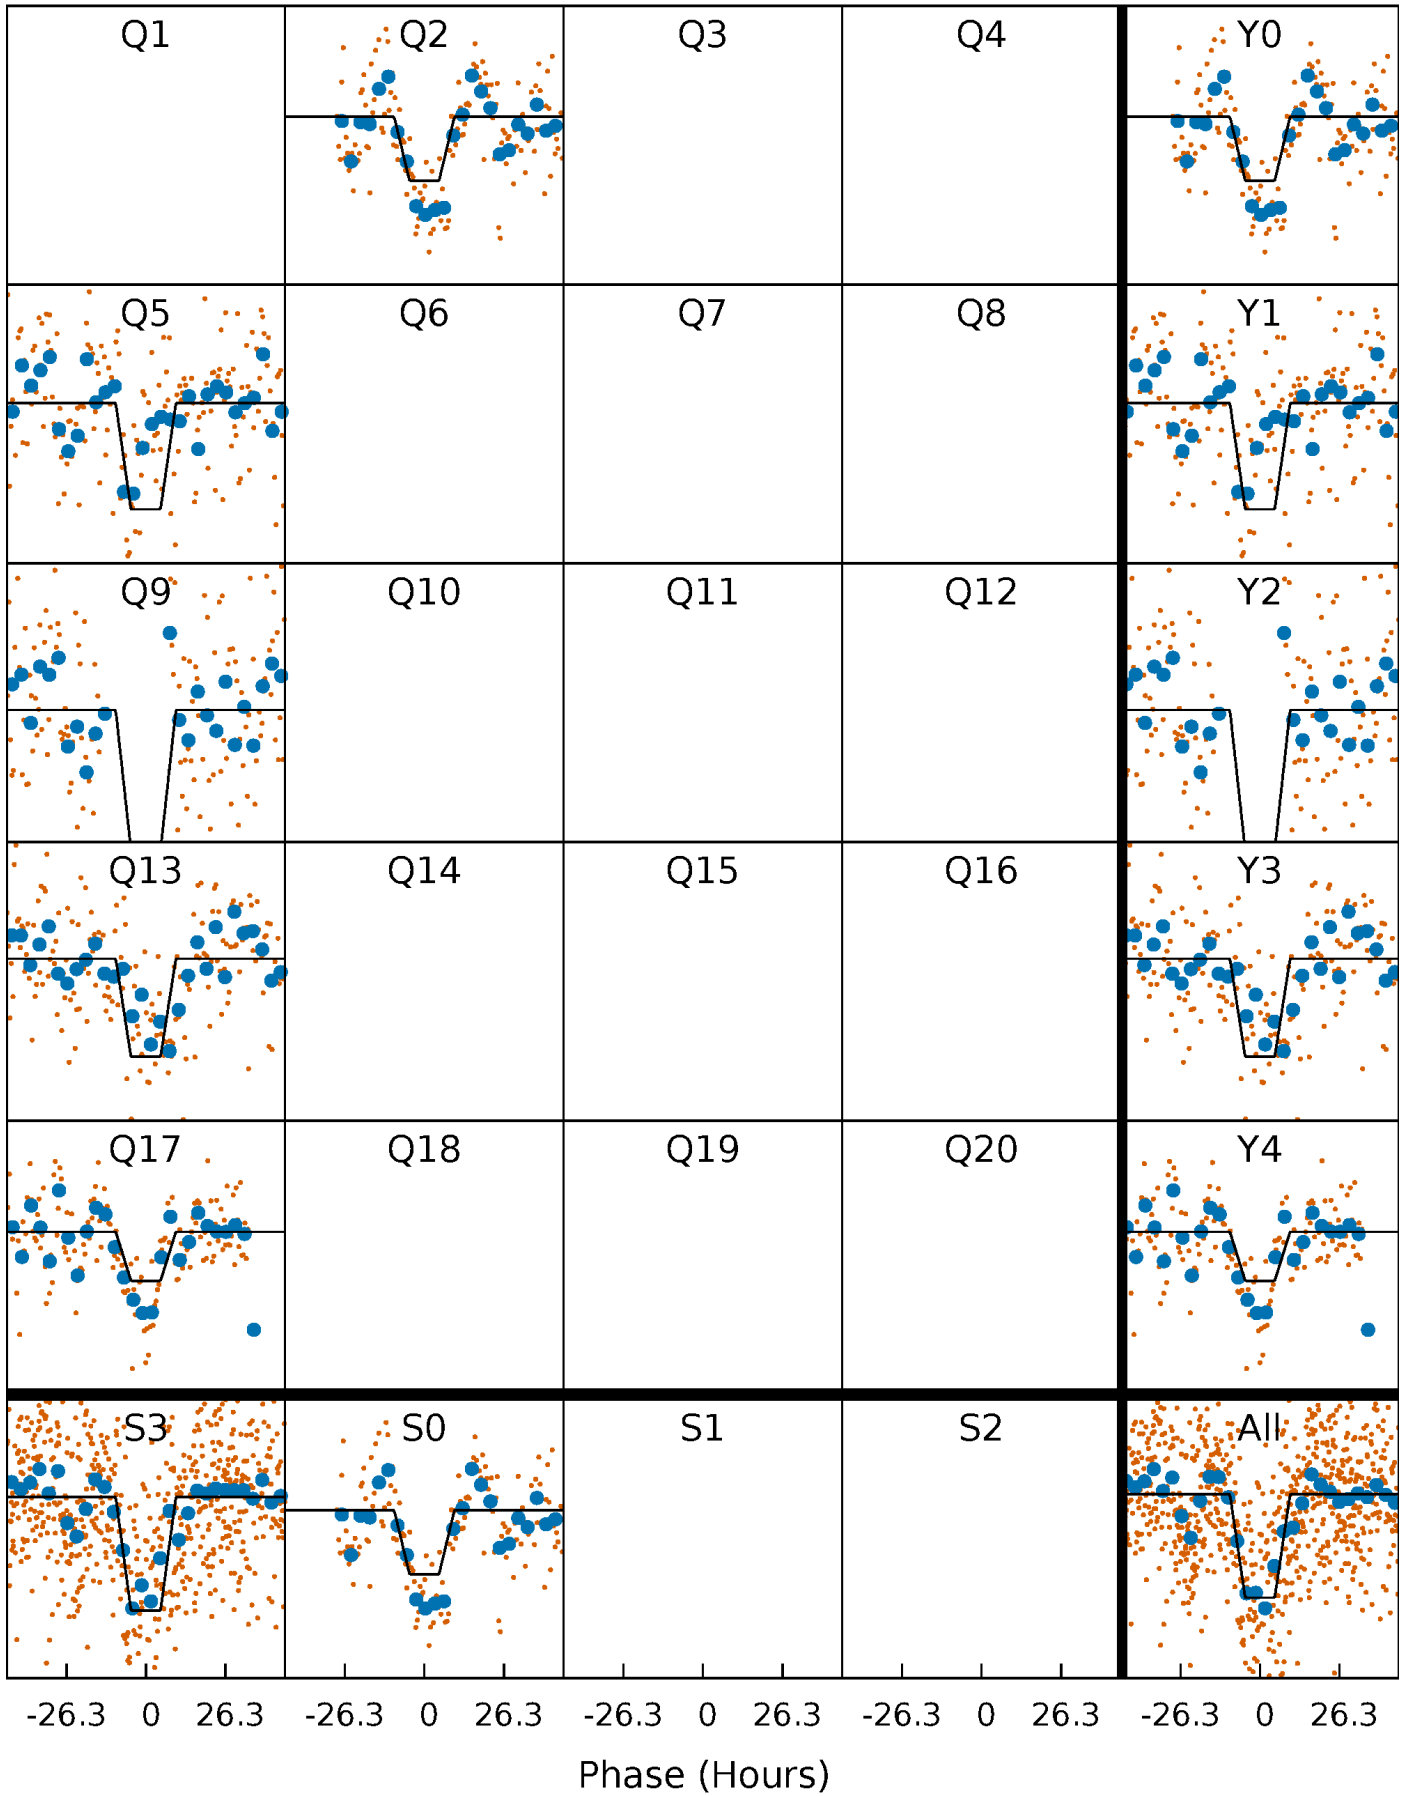 Q1 Q2 Q3 Q4 Y0
Q5 Q6 Q7 Q8 Y1
Q9 Q10 Q11 Q12 Y2
Q13 Q14 Q15 Q16 Y3
Q17 Q18 Q19 Q20 Y4
S3 S0 S1 S2 All
-26.3 0 26.3 -26.3 0 26.3 -26.3 0 26.3 -26.3 0 26.3 -26.3 0 26.3
Phase (Hours)